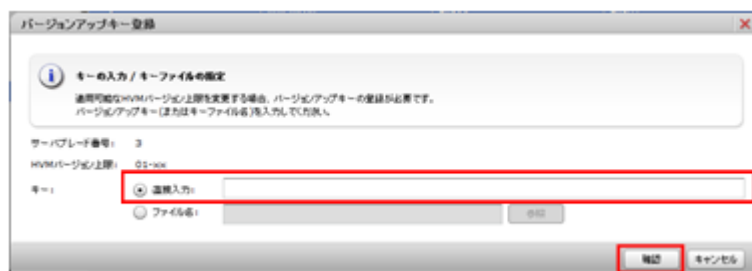 バージョンアップキー登録
キーの入力 / キーファイルの指定
適用可能なHVMバージョン上限を変更する場合、バージョンアップキーの登録が必要です。
バージョンアップキー(またはキーファイル名)を入力してください。
サーバブレード番号: 3
HVMバージョン上限: 01-xx
キー: 直接入力:
ファイル名: 参照
確認 キャンセル